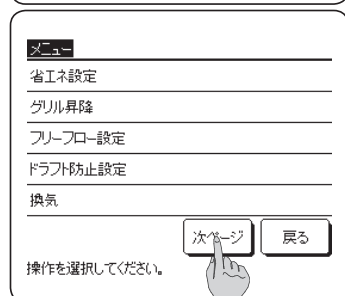 メニュー
省エネ設定
グリル昇降
フリーフロー設定
ドラフト防止設定
換気
次ページ 戻る
操作を選択してください。